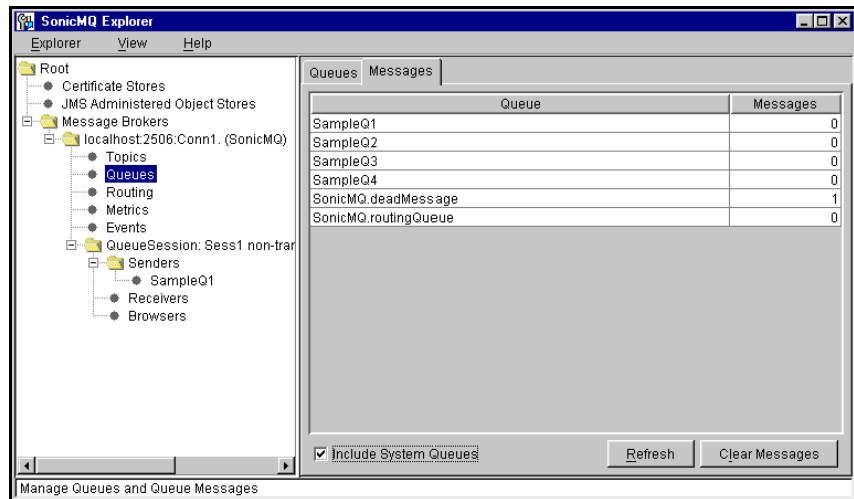 SonicMQ Explorer
Explorer View Help
Root
Certificate Stores
JMS Administered Object Stores
Message Brokers
localhost:2506:Conn1. (SonicMQ)
Topics
Queues
Routing
Metrics
Events
QueueSession: Sess1 non-trar
Senders
SampleQ1
Receivers
Browsers
Queues Messages
Queue Messages
SampleQ1 0
SampleQ2 0
SampleQ3 0
SampleQ4 0
SonicMQ.deadMessage 1
SonicMQ.routingQueue 0
Include System Queues Refresh Clear Messages
Manage Queues and Queue Messages